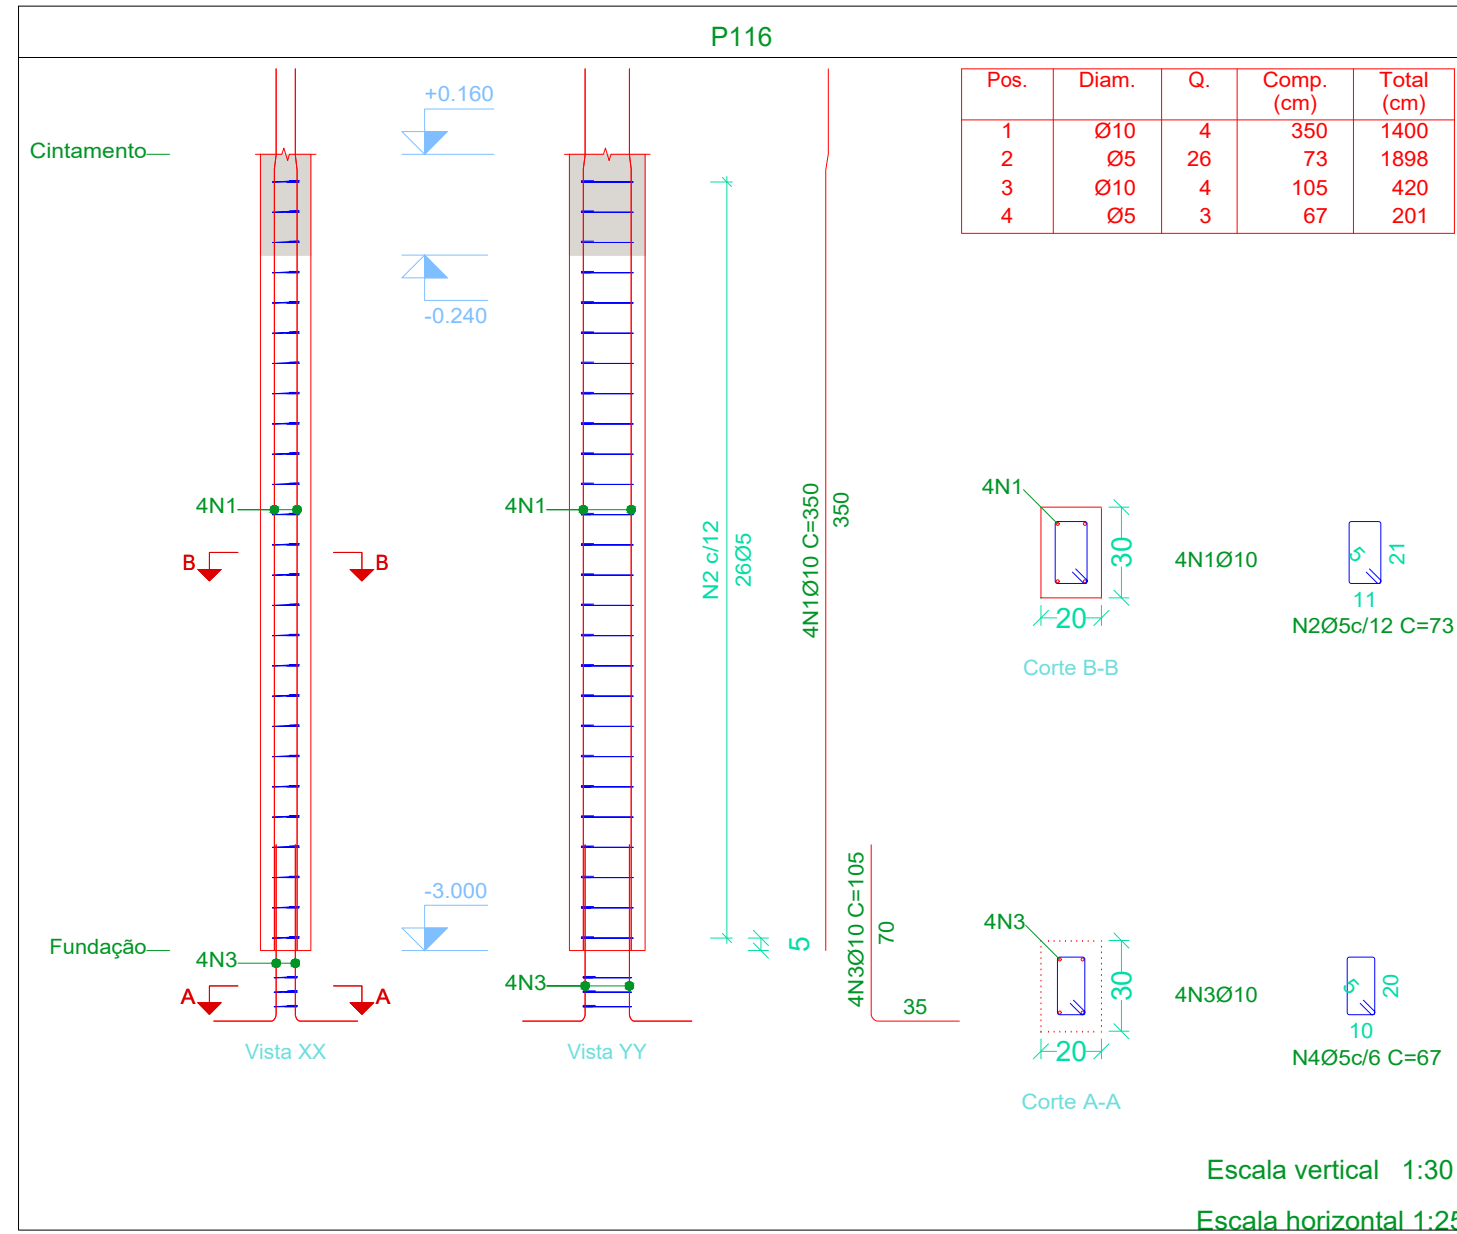 P116
Pos. Diam. Q. Comp. (cm) Total (cm)
1 Ø10 4 350 1400
2 Ø5 26 73 1898
3 Ø10 4 105 420
4 Ø5 3 67 201
+0.160
Cintamento
-0.240
4N1
4N1
B
B
N2 c/12
26Ø5
4N1Ø10 C=350
350
4N1
30
20
4N1Ø10
5
21
11
N2Ø5c/12 C=73
Corte B-B
-3.000
Fundação
4N3
4N3
A
A
5
4N3Ø10 C=105
70
35
4N3
30
20
4N3Ø10
5
20
10
N4Ø5c/6 C=67
Vista XX
Vista YY
Corte A-A
Escala vertical 1:30
Escala horizontal 1:25